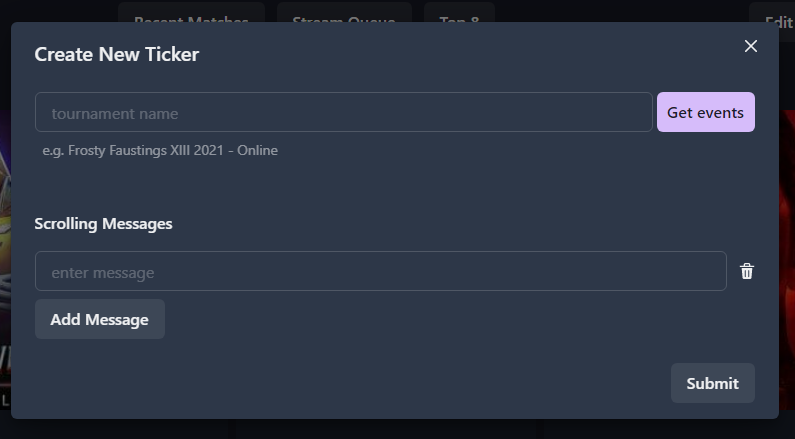 Recent Matches
Stream Queue
Top 8
Edit
Create New Ticker
tournament name
Get events
e.g. Frosty Faustings XIII 2021 - Online
Scrolling Messages
enter message
Add Message
Submit